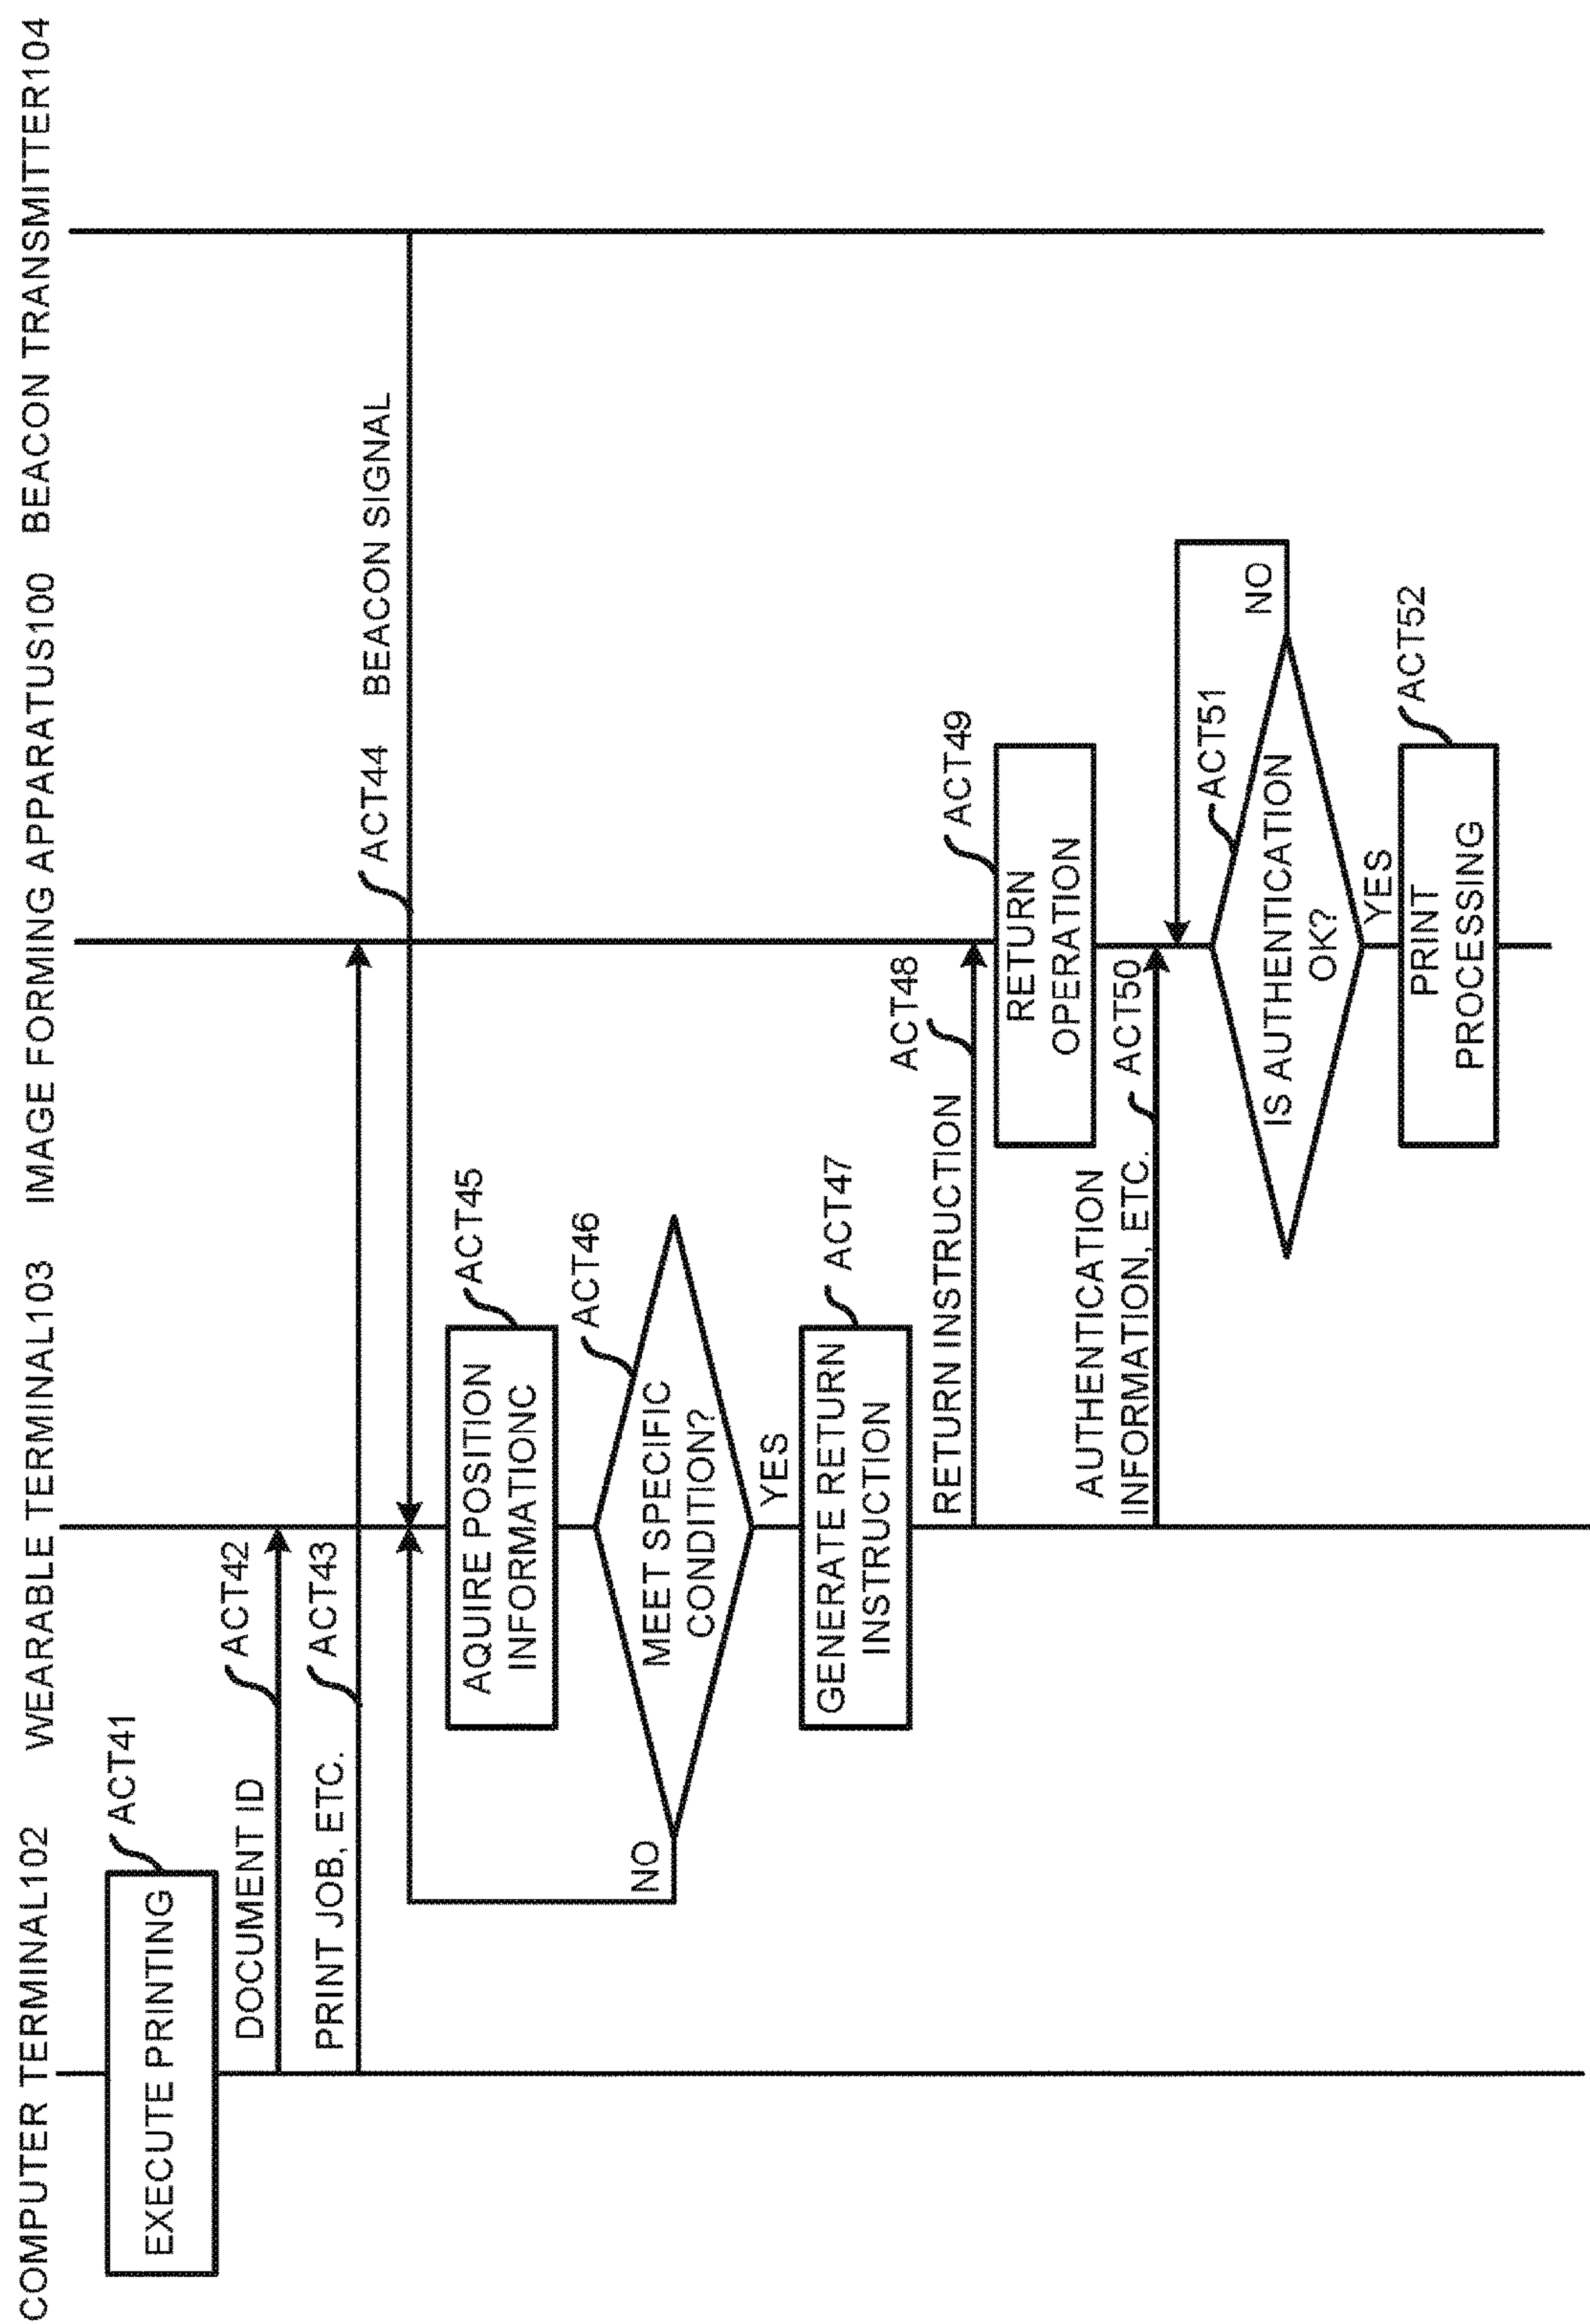 COMPUTER TERMINAL102 WEARABLE TERMINAL103 IMAGE FORMING APPARATUS100 BEACON TRANSMITTER104
ACT41
EXECUTE PRINTING
DOCUMENT ID
ACT42
PRINT JOB, ETC.
ACT43
ACT44
BEACON SIGNAL
AQUIRE POSITION
INFORMATIONC
ACT45
ACT46
MEET SPECIFIC
CONDITION?
NO
YES
ACT47
GENERATE RETURN
INSTRUCTION
RETURN INSTRUCTION
ACT48
ACT49
RETURN
OPERATION
AUTHENTICATION
INFORMATION, ETC.
ACT50
ACT51
IS AUTHENTICATION
OK?
NO
YES
ACT52
PRINT
PROCESSING